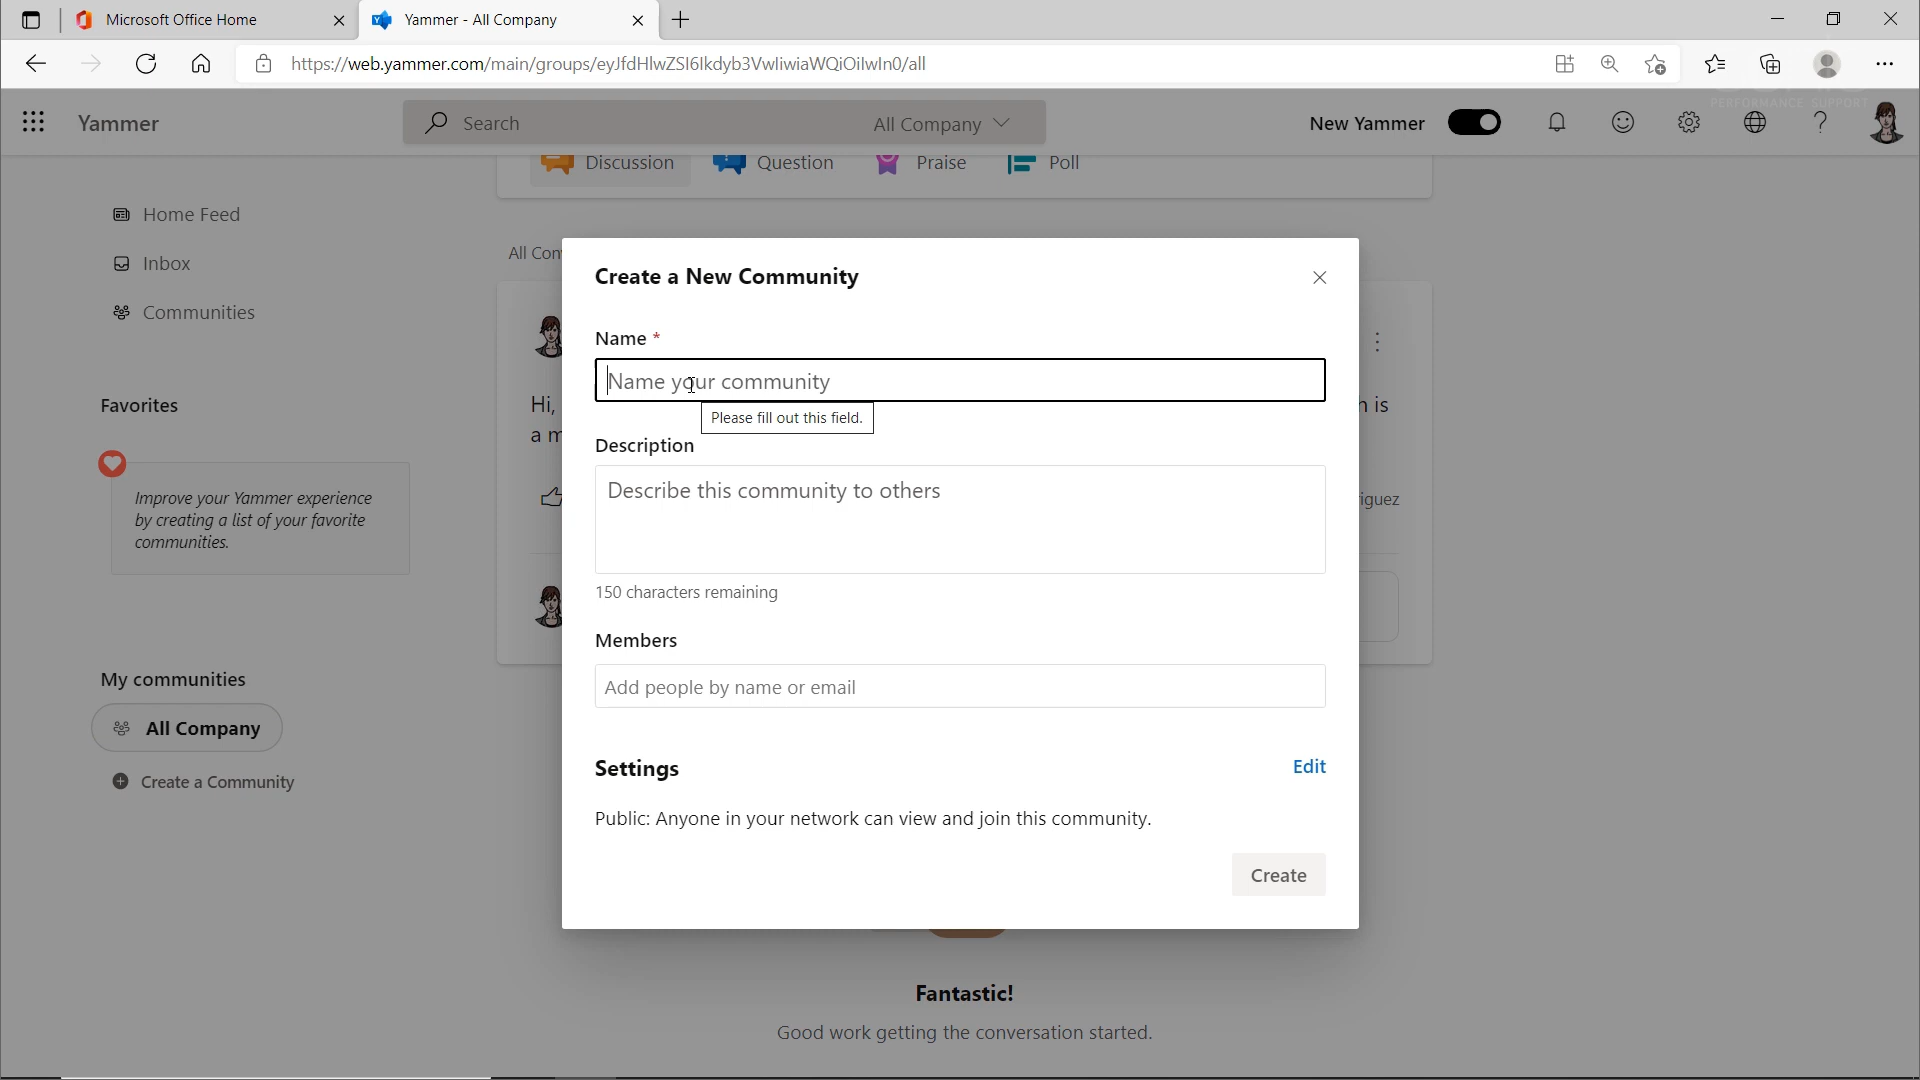 Microsoft Office Home
Yammer - All Company
https://web.yammer.com/main/groups/eyJfdHlwZSI6Ikdyb3VwIiwiaWQiOiIwIn0/all
PERFORMANCE SUPPORT
Yammer
Search
All Company
New Yammer
Discussion
Question
Praise
Poll
Home Feed
Inbox
Communities
All Con
Create a New Community
Name *
Name your community
Please fill out this field.
Hi,
n is
a m
Favorites
Description
Describe this community to others
Improve your Yammer experience
by creating a list of your favorite
communities.
iguez
150 characters remaining
Members
Add people by name or email
My communities
All Company
Create a Community
Settings
Edit
Public: Anyone in your network can view and join this community.
Create
Fantastic!
Good work getting the conversation started.